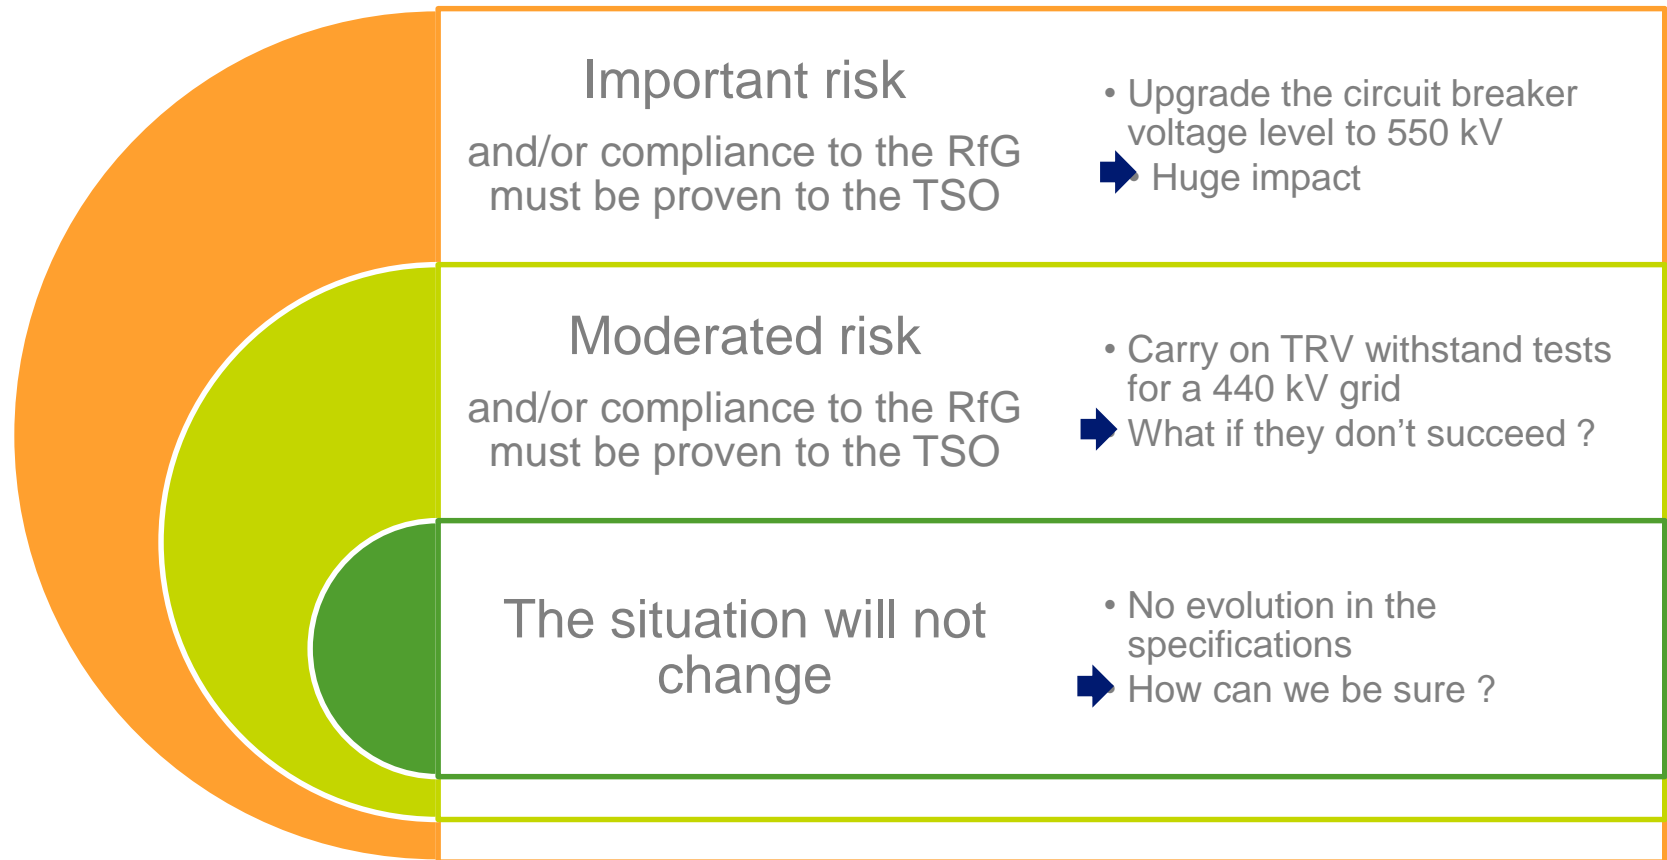 Important risk
and/or compliance to the RfG
must be proven to the TSO
• Upgrade the circuit breaker
voltage level to 550 kV
• Huge impact
Moderated risk
and/or compliance to the RfG
must be proven to the TSO
• Carry on TRV withstand tests
for a 440 kV grid
• What if they don’t succeed ?
The situation will not
change
• No evolution in the
specifications
• How can we be sure ?